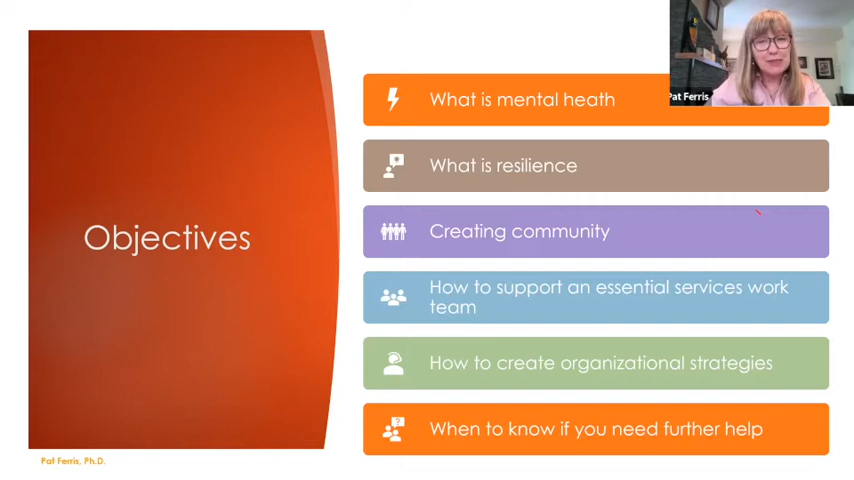 Objectives
What is mental heath
What is resilience
Creating community
How to support an essential services work
team
How to create organizational strategies
When to know if you need further help
Pat Ferris
Pat Ferris, Ph.D.